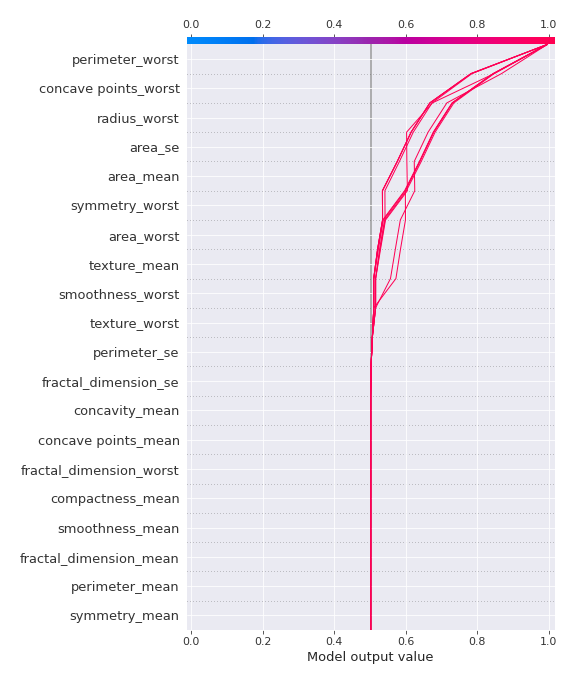 0.0 0.2 0.4 0.6 0.8 1.0
perimeter_worst
concave points_worst
radius_worst
area_se
area_mean
symmetry_worst
area_worst
texture_mean
smoothness_worst
texture_worst
perimeter_se
fractal_dimension_se
concavity_mean
concave points_mean
fractal_dimension_worst
compactness_mean
smoothness_mean
fractal_dimension_mean
perimeter_mean
symmetry_mean
0.0 0.2 0.4 0.6 0.8 1.0
Model output value